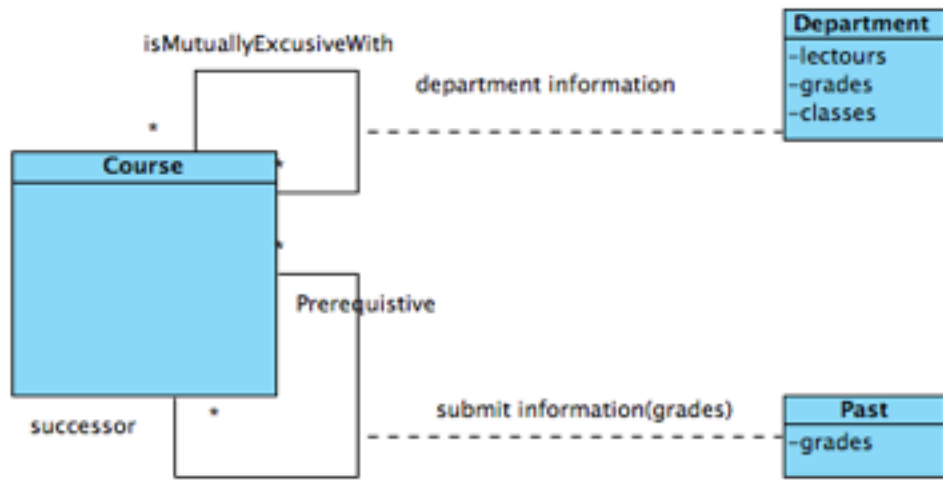 Department
isMutuallyExcusiveWith
-lectours
department information
-grades
-classes
*
Course
*
*
Prerequistive
*
submit information(grades)
Past
successor
-grades